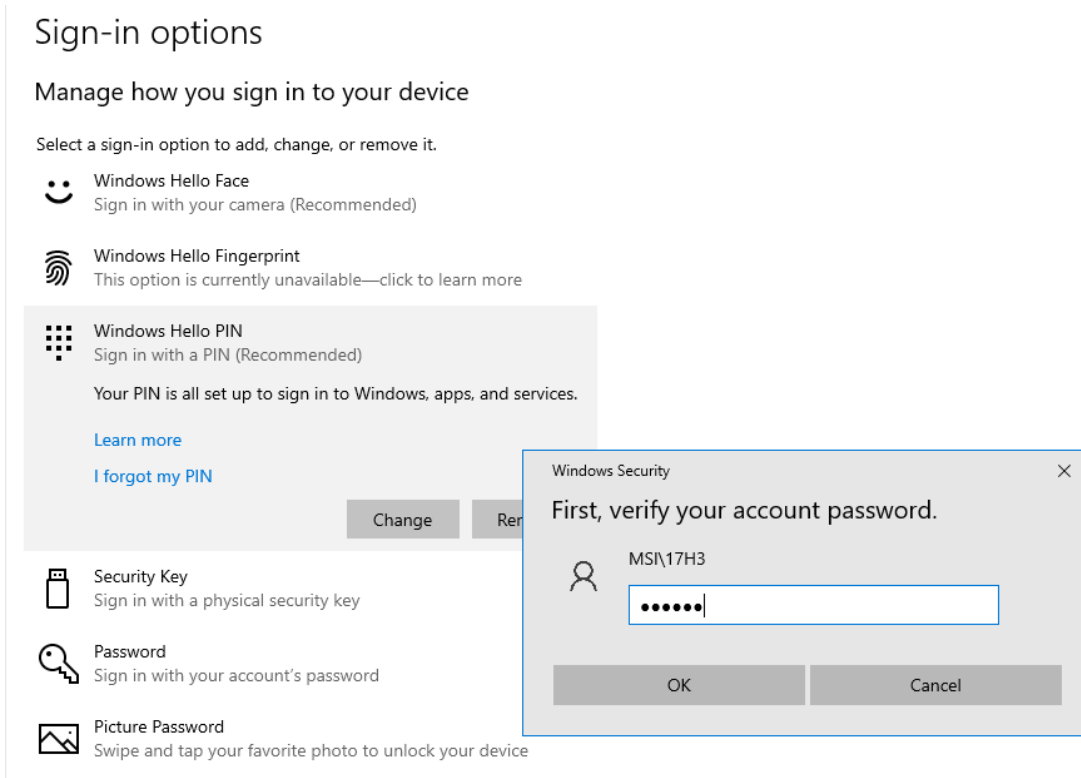 Sign-in options
Manage how you sign in to your device
Select a sign-in option to add, change, or remove it.
Windows Hello Face
Sign in with your camera (Recommended)
Windows Hello Fingerprint
This option is currently unavailable—click to learn more
Windows Hello PIN
Sign in with a PIN (Recommended)
Your PIN is all set up to sign in to Windows, apps, and services.
Learn more
I forgot my PIN
Change
Security Key
Sign in with a physical security key
Password
Sign in with your account's password
Picture Password
Swipe and tap your favorite photo to unlock your device
Windows Security
First, verify your account password.
MSI\17H3
••••••
OK
Cancel